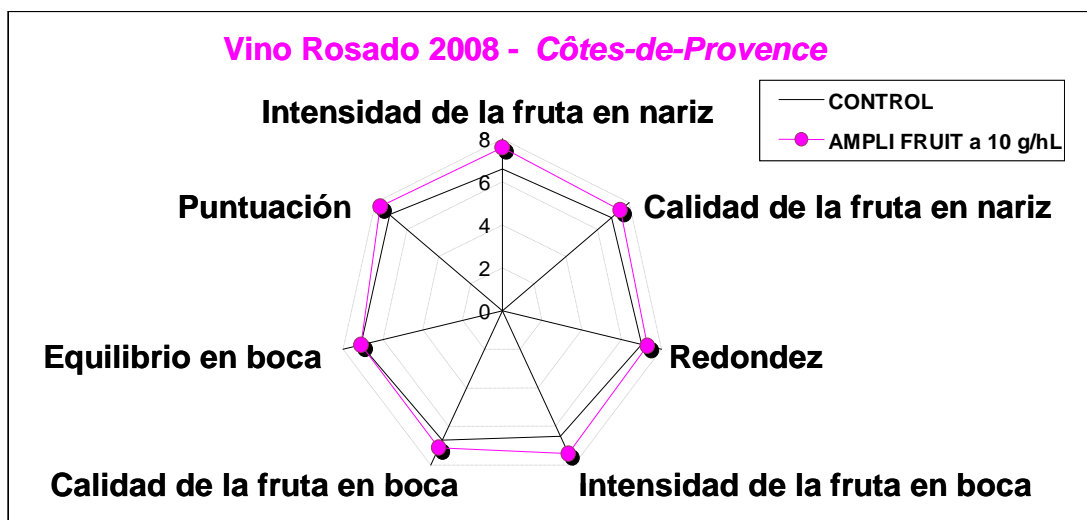 Vino Rosado 2008 - Côtes-de-Provence
CONTROL
AMPLI FRUIT a 10 g/hL
Intensidad de la fruta en nariz
8
6
4
2
0
Puntuación
Calidad de la fruta en nariz
Equilibrio en boca
Redondez
Calidad de la fruta en boca
Intensidad de la fruta en boca